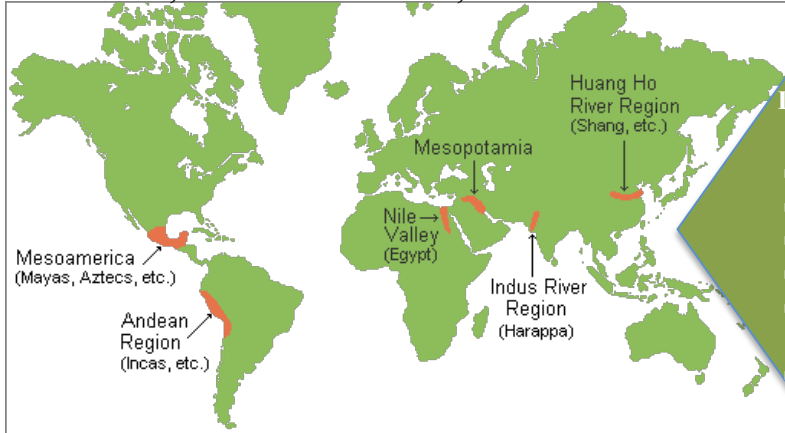 Huang Ho
River Region
(Shang, etc.)
Mesopotamia
Nile
Valley
(Egypt)
Mesoamerica
(Mayas, Aztecs, etc.)
Indus River
Region
(Harappa)
Andean
Region
(Incas, etc.)